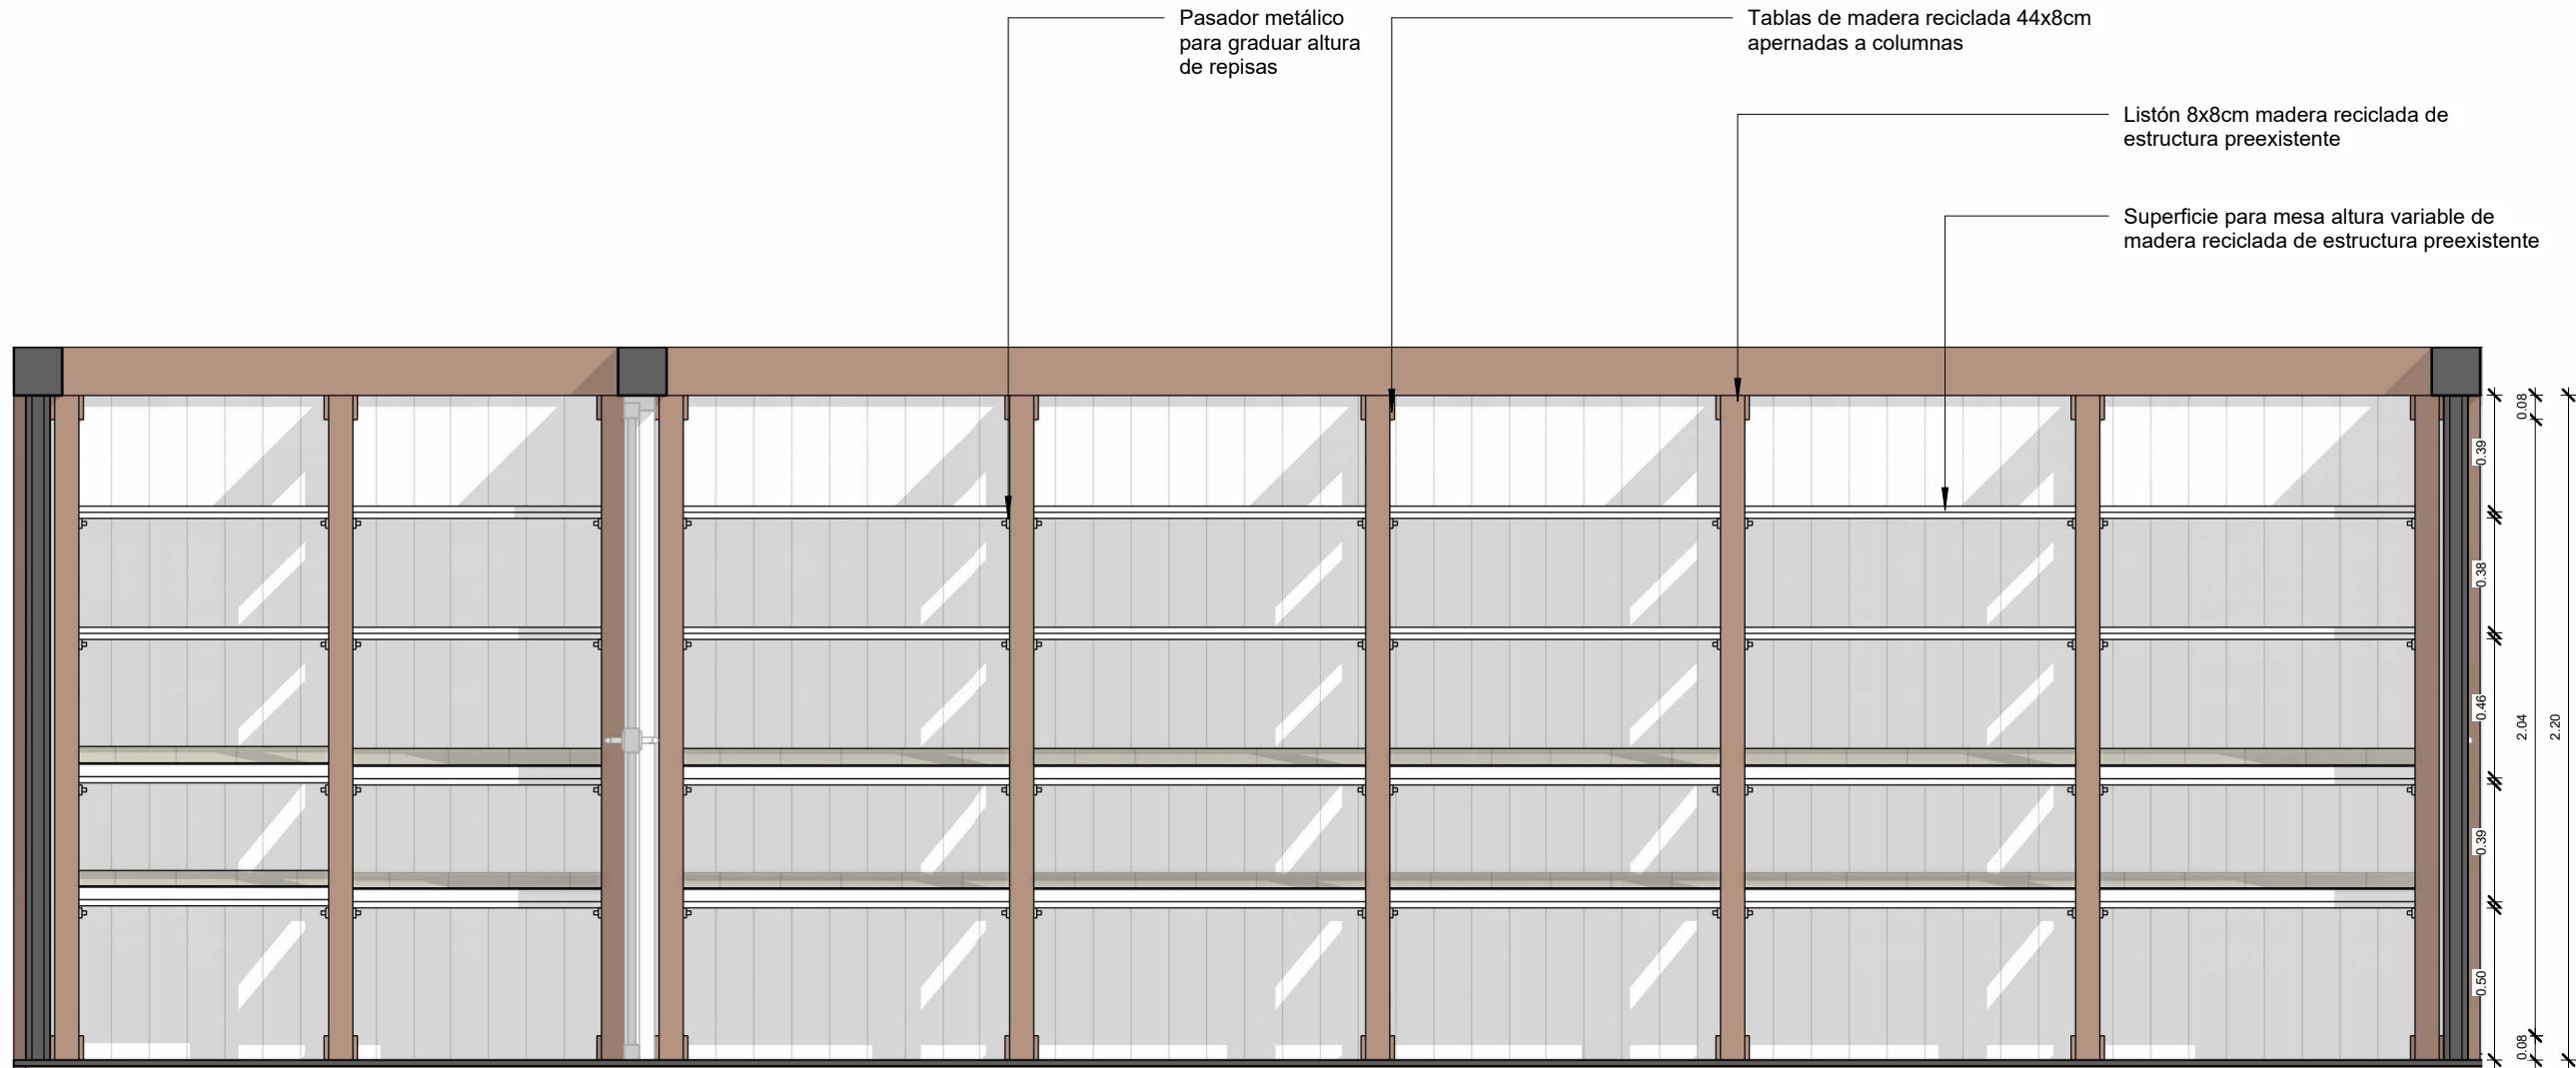 Pasador metálico
para graduar altura
de repisas
Tablas de madera reciclada 44x8cm
apernadas a columnas
Listón 8x8cm madera reciclada de
estructura preexistente
Superficie para mesa altura variable de
madera reciclada de estructura preexistente
0.39
0.38
0.46
0.39
0.50
0.08
2.04
0.08
2.20